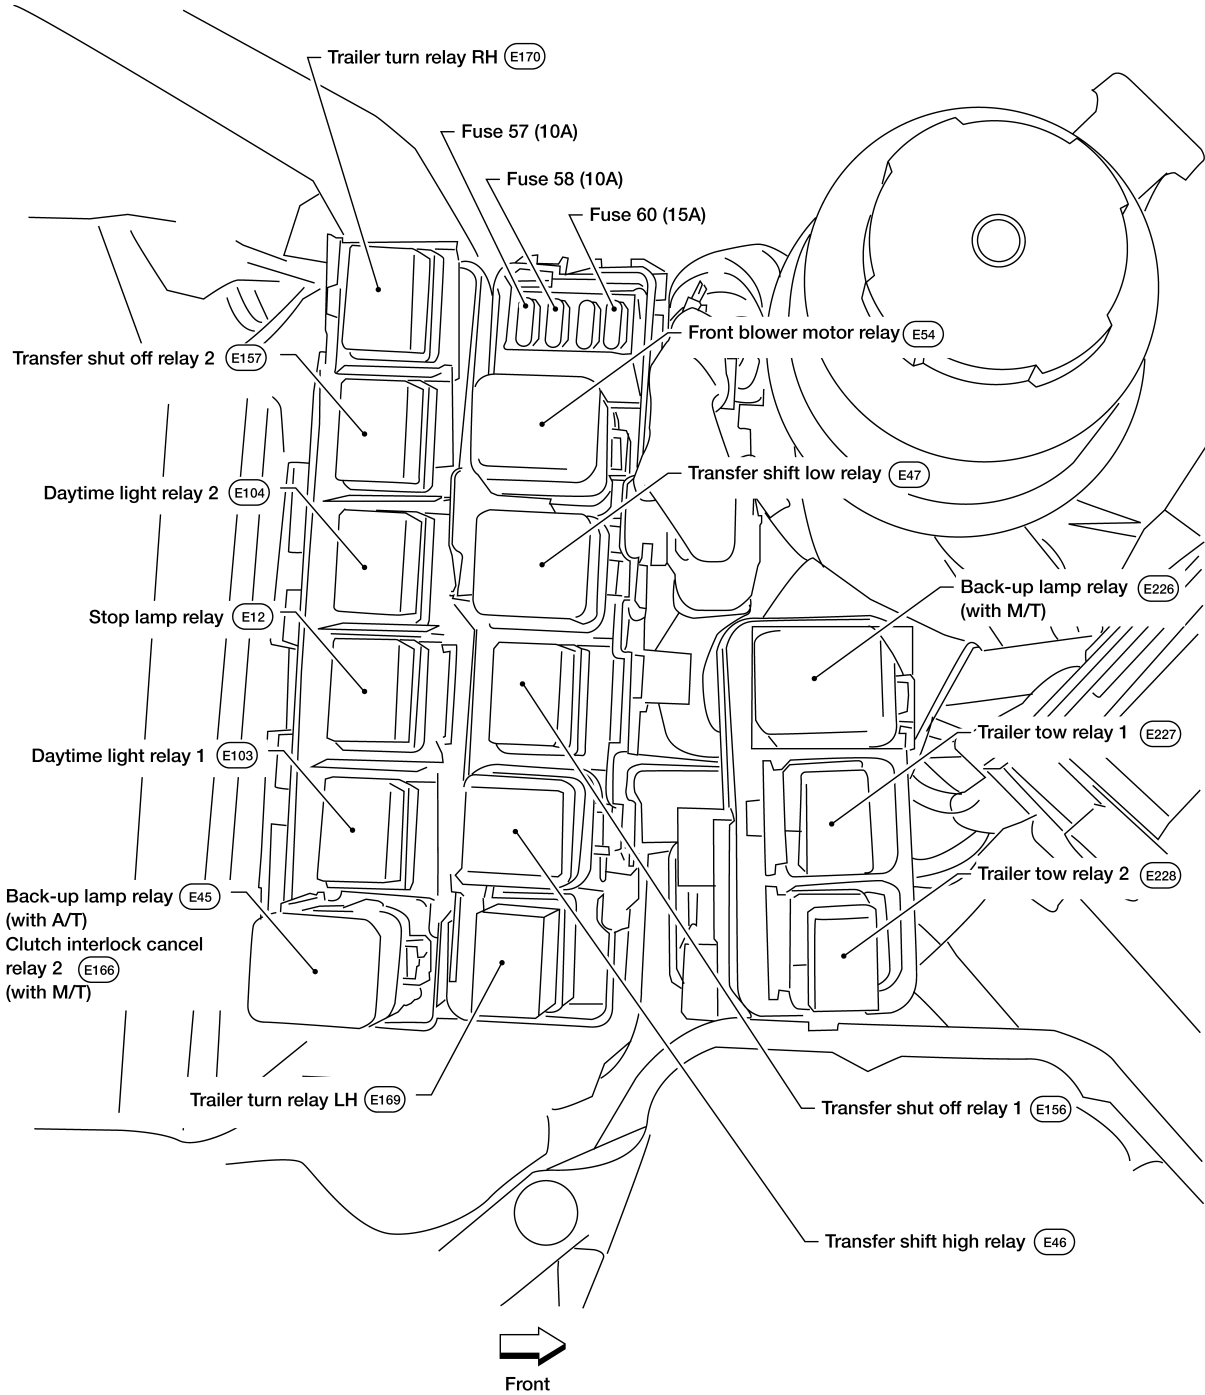 Trailer turn relay RH E170
Fuse 57 (10A)
Fuse 58 (10A)
Fuse 60 (15A)
Front blower motor relay E54
Transfer shut off relay 2 E157
Transfer shift low relay E47
Daytime light relay 2 E104
Back-up lamp relay E226
(with M/T)
Stop lamp relay E12
Trailer tow relay 1 E227
Daytime light relay 1 E103
Trailer tow relay 2 E228
Back-up lamp relay E45
(with A/T)
Clutch interlock cancel
relay 2 E166
(with M/T)
Trailer turn relay LH E169
Transfer shut off relay 1 E156
Transfer shift high relay E46
Front